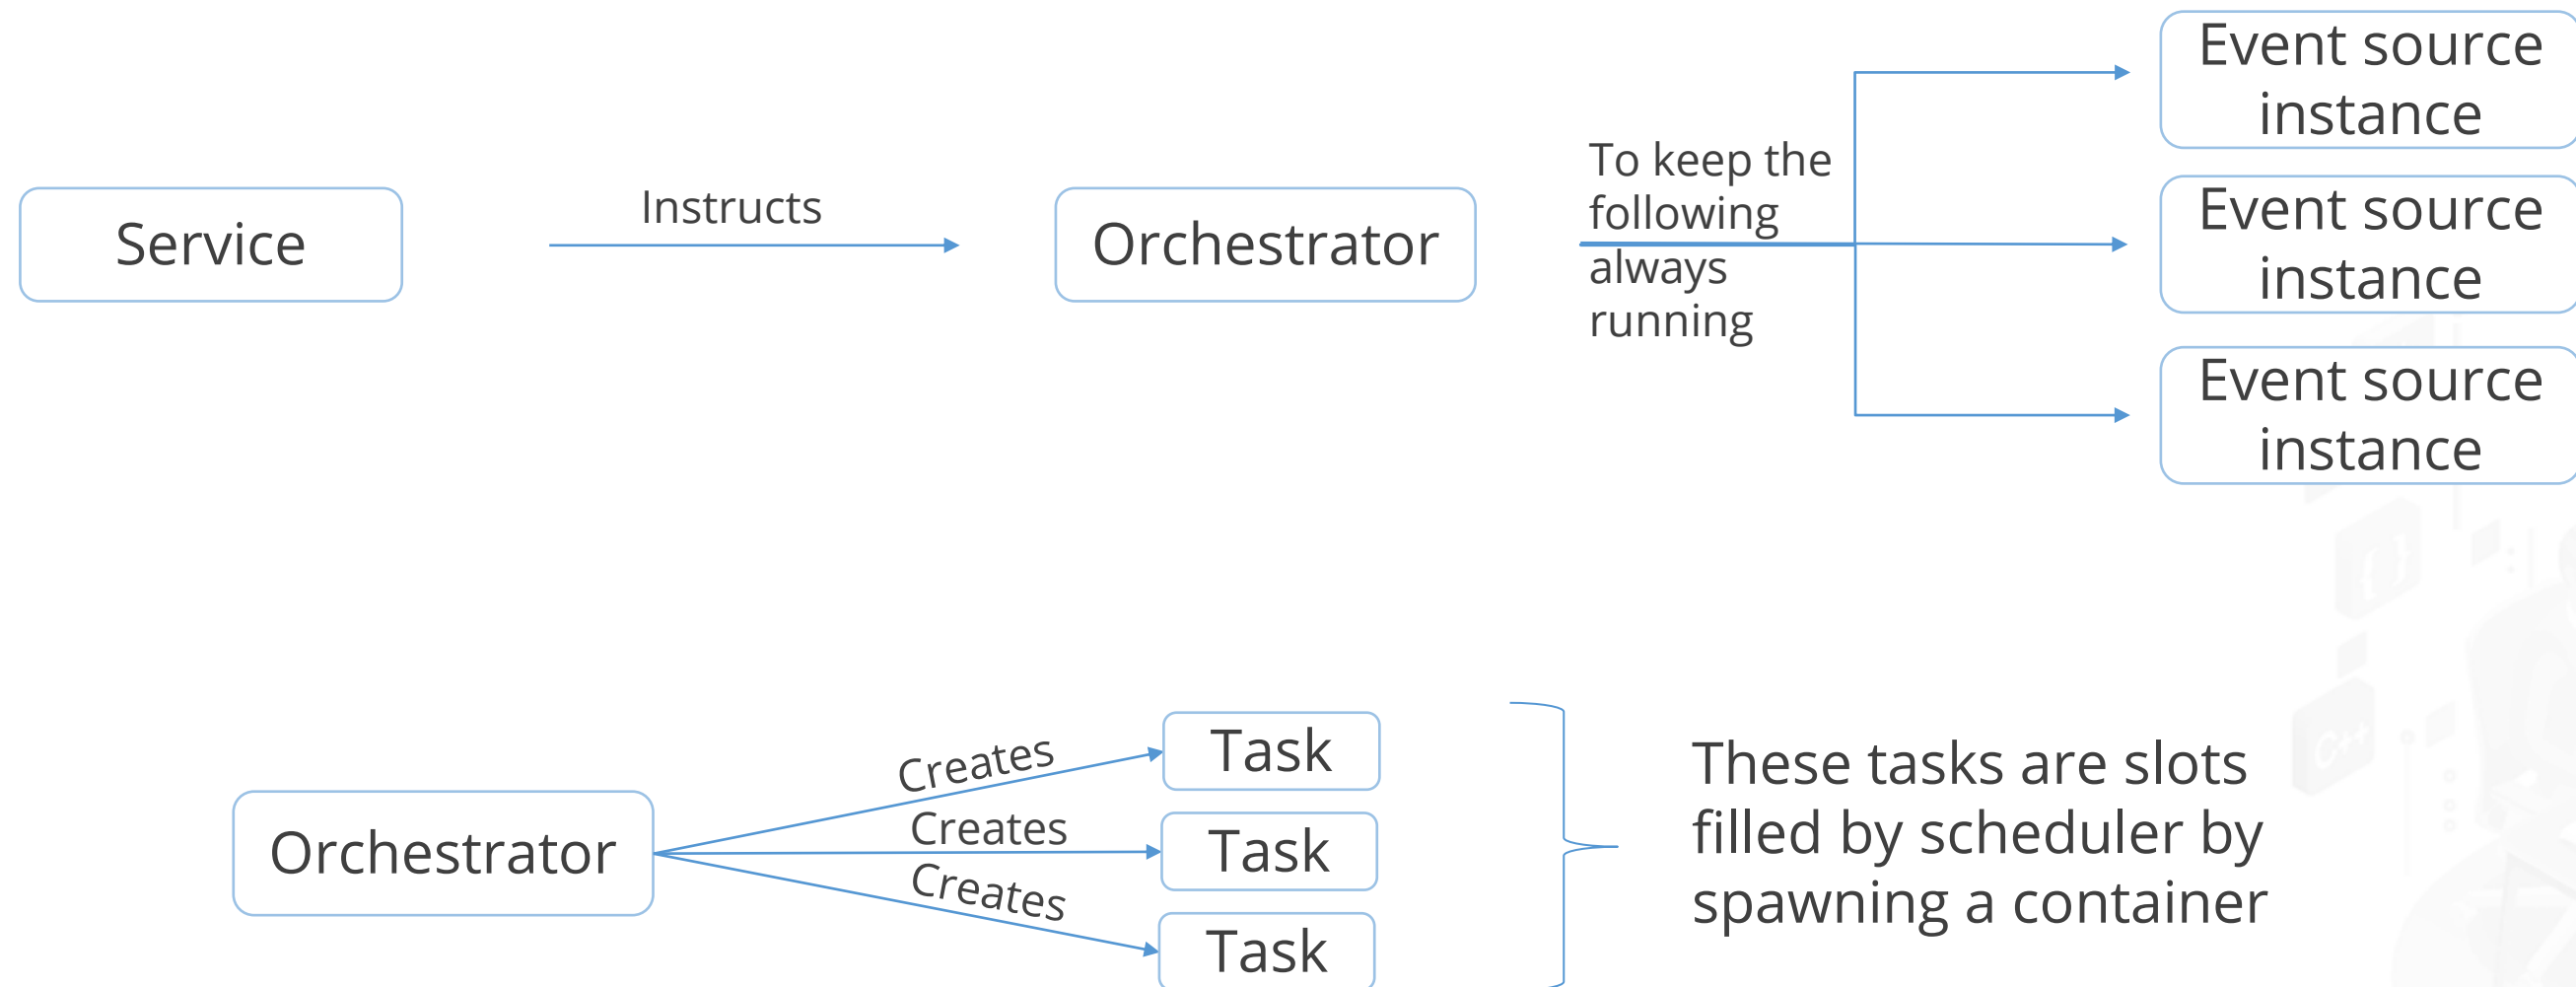 Service
Instructs
Orchestrator
To keep the
following
always
running
Event source
instance
Event source
instance
Event source
instance
Orchestrator
Creates
Creates
Creates
Task
Task
Task
These tasks are slots
filled by scheduler by
spawning a container
{ }
C++